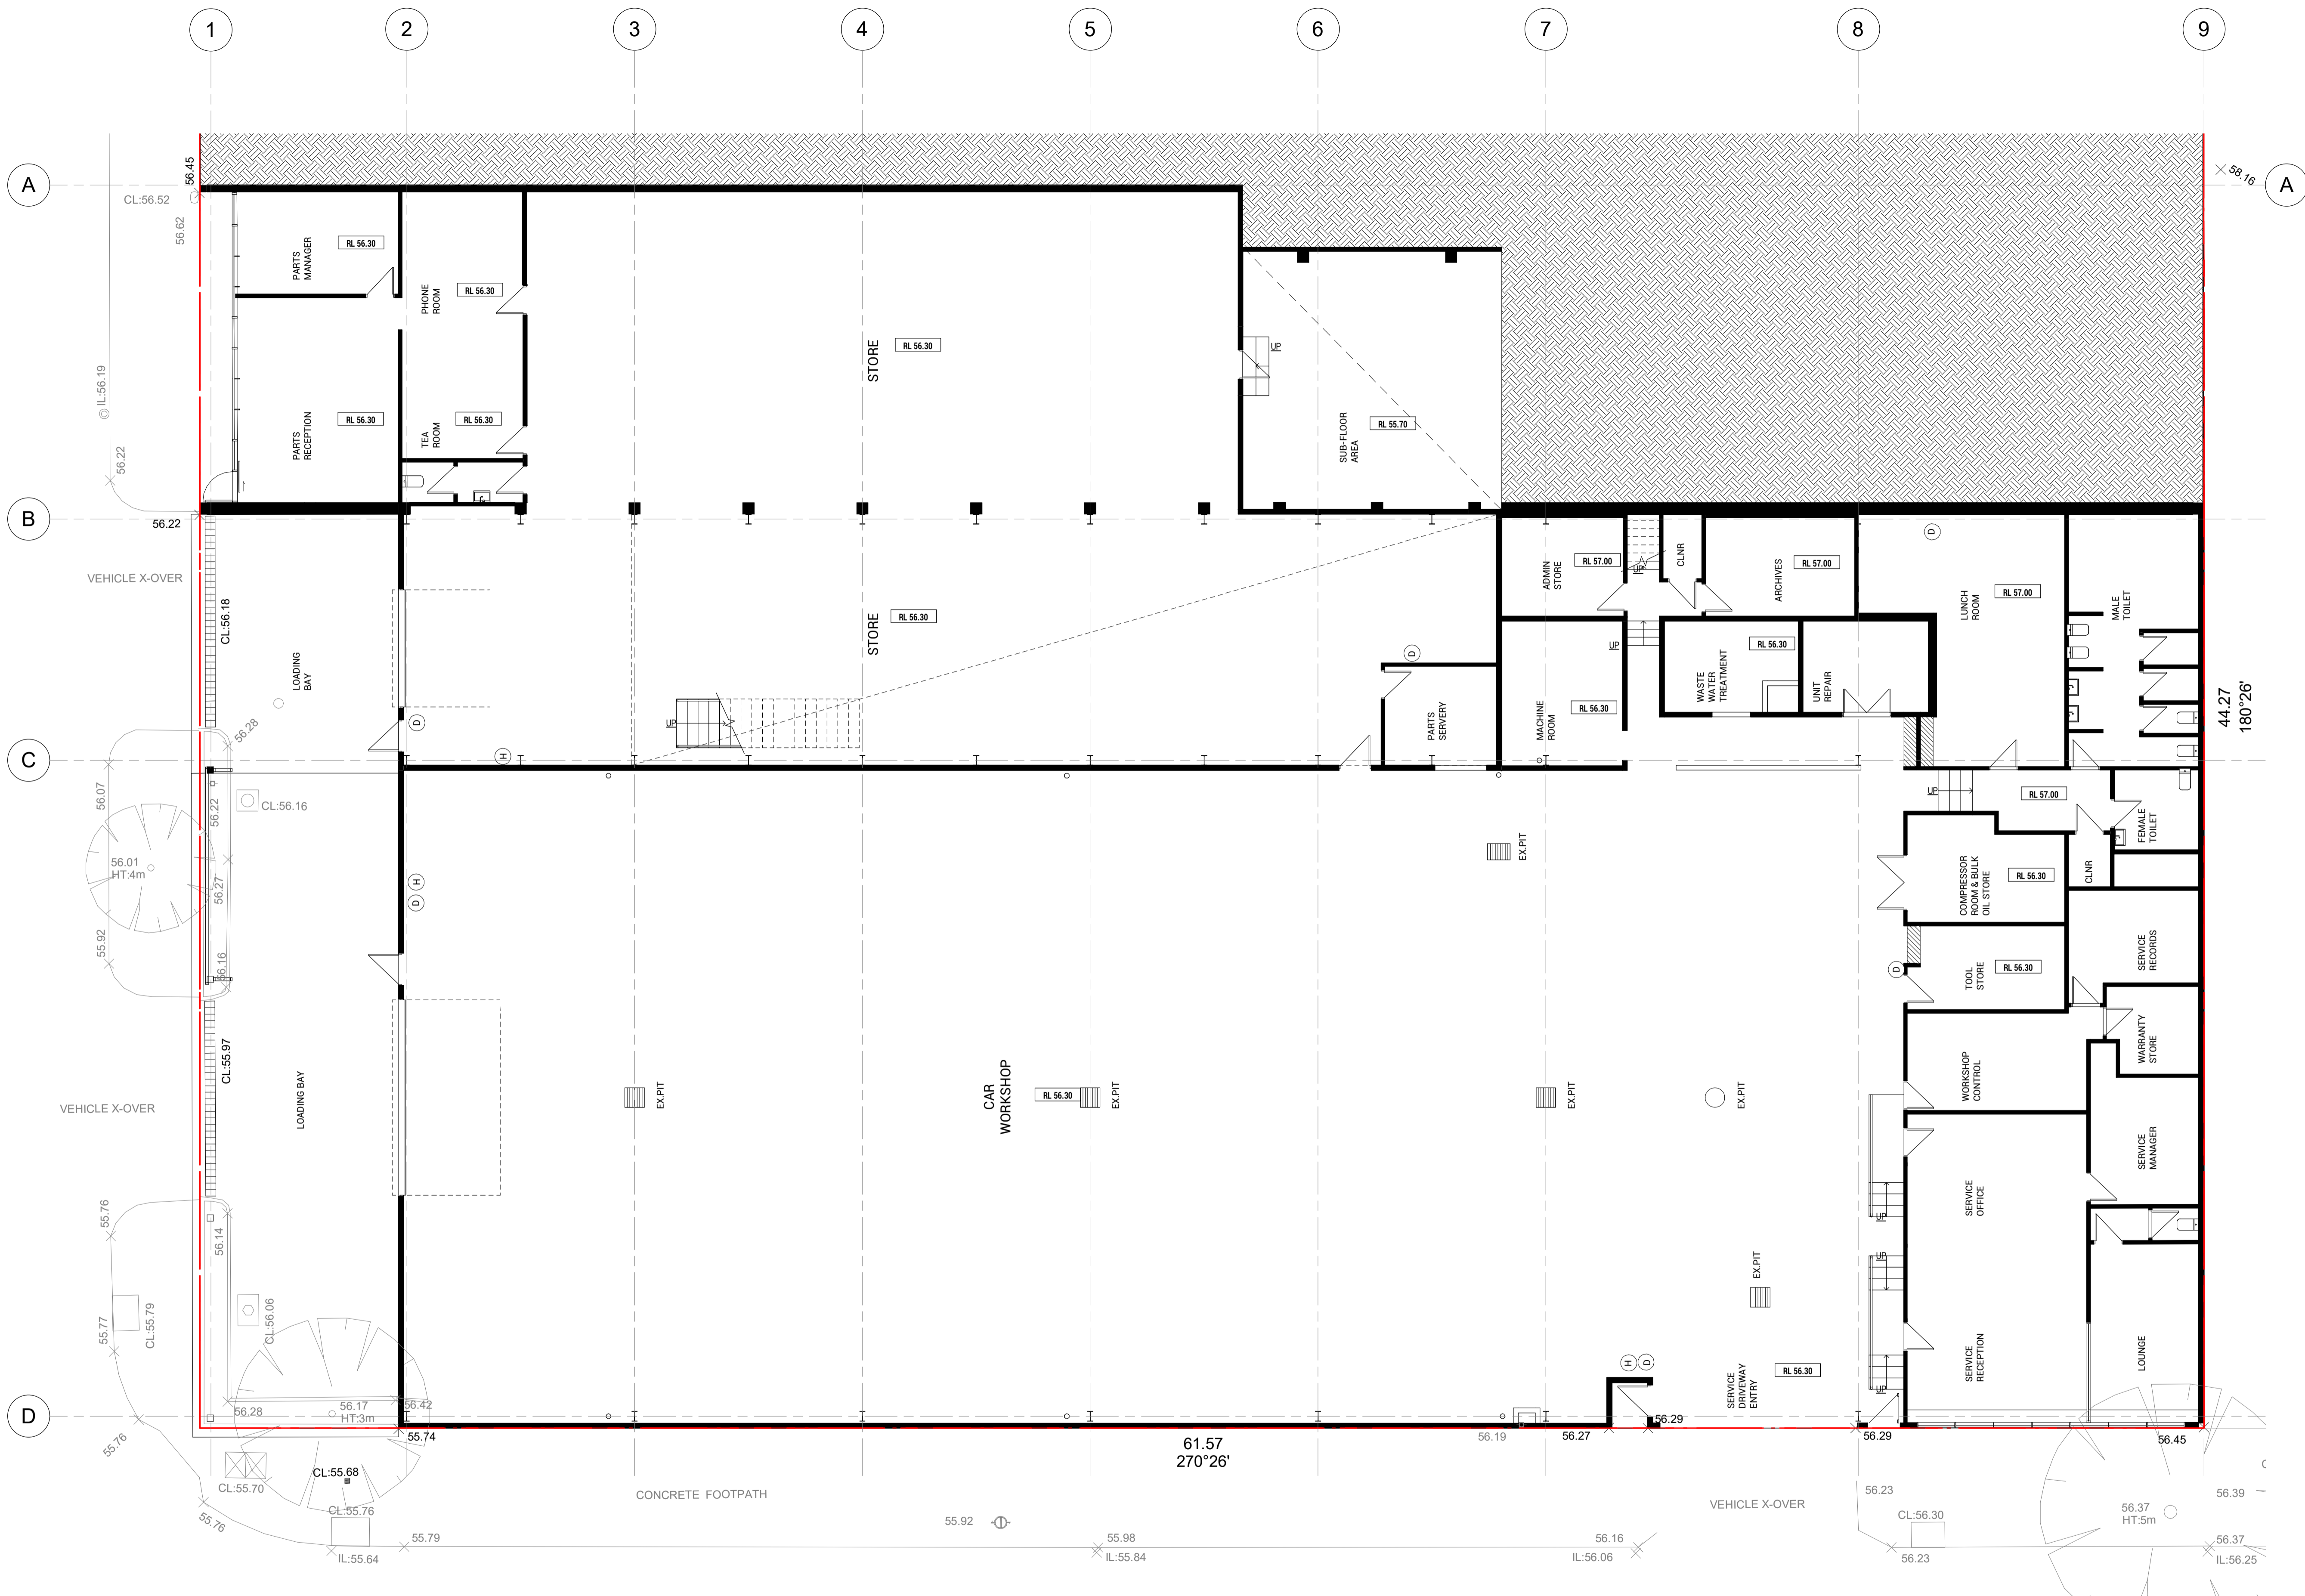 1 2 3 4 5 6 7 8 9
A
A
56.45
58.16
CL:56.52
56.62
PARTS
MANAGER
RL 56.30
PHONE
ROOM
RL 56.30
STORE
RL 56.30
UP
IL:56.19
PARTS
RECEPTION
RL 56.30
TEA
ROOM
RL 56.30
SUB-FLOOR
AREA
RL 55.70
56.22
B
56.22
VEHICLE X-OVER
CL:56.18
LOADING
BAY
STORE
RL 56.30
D
ADMIN
STORE
RL 57.00
UP
CLNR
ARCHIVES
RL 57.00
D
LUNCH
ROOM
RL 57.00
MALE
TOILET
UP
WASTE
WATER
TREATMENT
RL 56.30
UNIT
REPAIR
PARTS
SERVERY
MACHINE
ROOM
RL 56.30
UP
D
H
56.28
44.27
180°26'
C
56.07
56.22
CL:56.16
56.01
HT:4m
56.27
55.92
56.16
H
D
EX.PIT
UP
RL 57.00
FEMALE
TOILET
COMPRESSOR
ROOM & BULK
OIL STORE
RL 56.30
CLNR
D
TOOL
STORE
RL 56.30
SERVICE
RECORDS
WARRANTY
STORE
CL:55.97
VEHICLE X-OVER
LOADING BAY
EX.PIT
CAR
WORKSHOP
RL 56.30
EX.PIT
EX.PIT
EX.PIT
WORKSHOP
CONTROL
SERVICE
MANAGER
SERVICE
OFFICE
UP
UP
UP
EX.PIT
55.76
56.14
55.77
CL:55.79
CL:56.06
H
D
SERVICE
DRIVEWAY
ENTRY
RL 56.30
SERVICE
RECEPTION
LOUNGE
D
56.28
56.17
HT:3m
56.42
55.74
55.76
61.57
270°26'
56.19
56.27
56.29
56.29
56.45
CL:55.68
CL:55.70
CL:55.76
55.76
CONCRETE FOOTPATH
55.92
VEHICLE X-OVER
56.23
CL:56.30
56.37
HT:5m
56.39
55.79
IL:55.64
55.98
IL:55.84
56.16
IL:56.06
56.23
56.37
IL:56.25